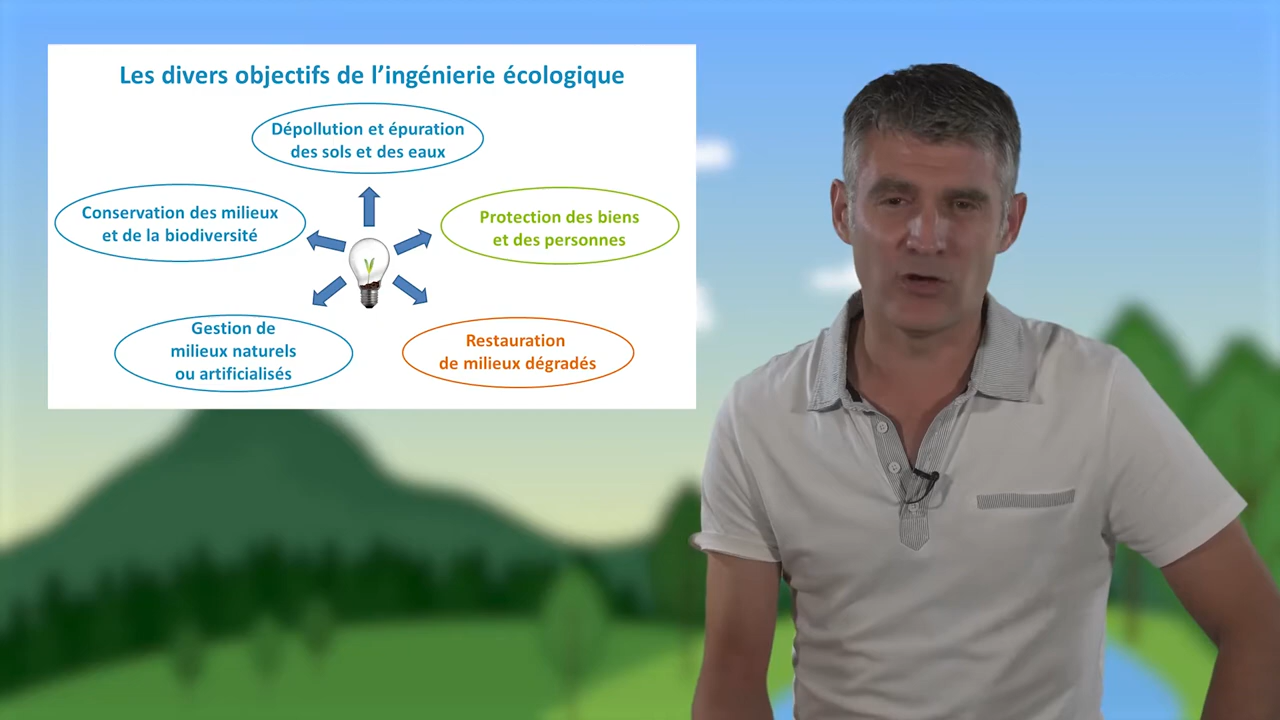 Les divers objectifs de l'ingénierie écologique
Dépollution et épuration
des sols et des eaux
Conservation des milieux
et de la biodiversité
Protection des biens
et des personnes
Gestion de
milieux naturels
ou artificialisés
Restauration
de milieux dégradés